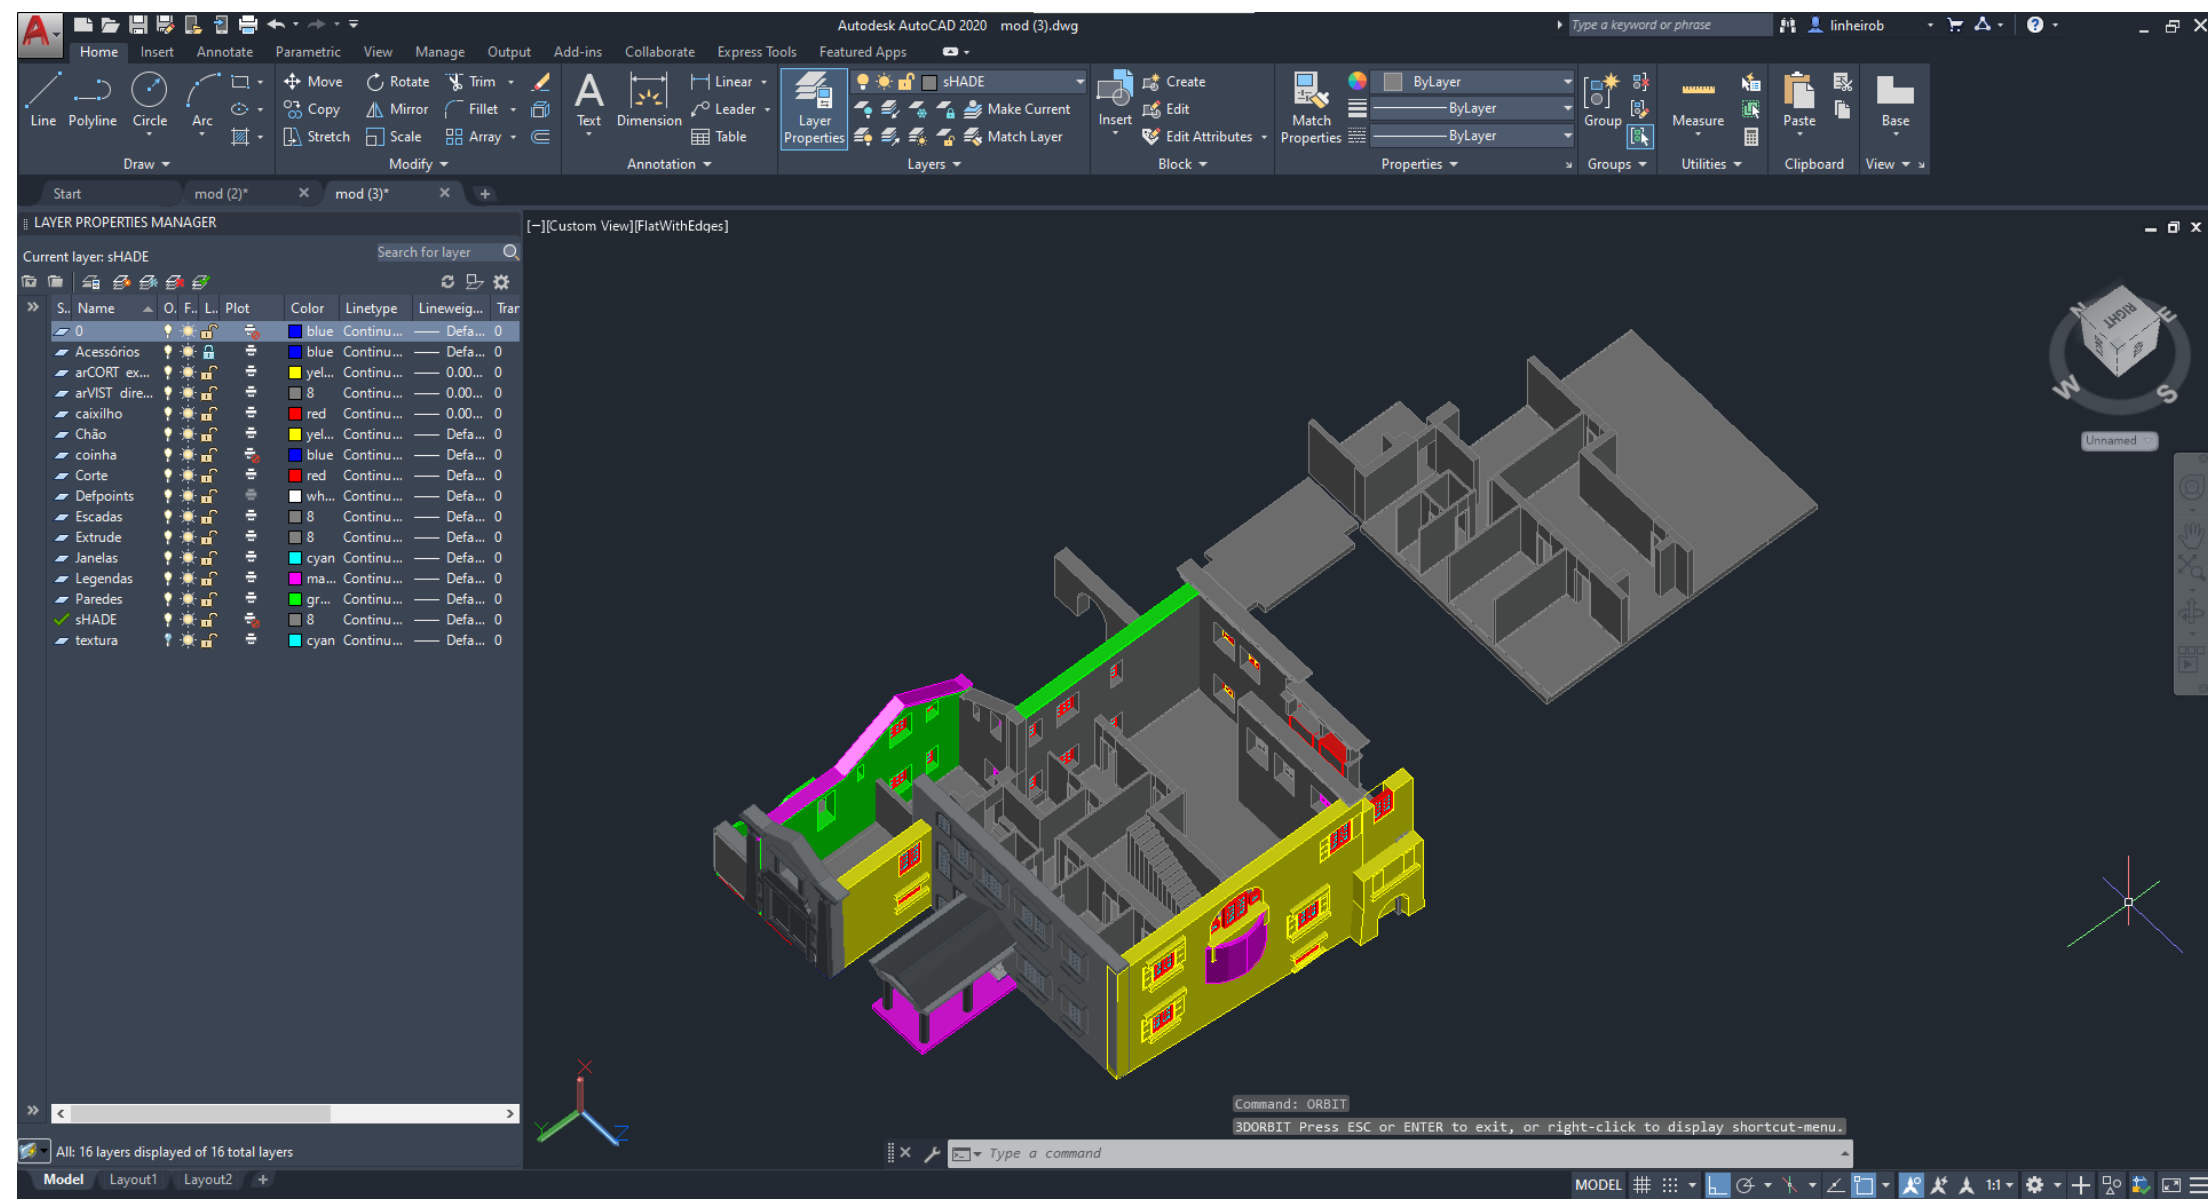 Autodesk AutoCAD 2020 mod (3).dwg
Type a keyword or phrase
linheirob
Home Insert Annotate Parametric View Manage Output Add-ins Collaborate Express Tools Featured Apps
Line Polyline Circle Arc
Draw
Move Rotate Trim
Copy Mirror Fillet
Stretch Scale Array
Modify
Text Dimension
Linear
Leader
Table
Annotation
Layer Properties
sHADE
Make Current
Match Layer
Layers
Insert
Create
Edit
Edit Attributes
Block
Match Properties
ByLayer
ByLayer
ByLayer
Properties
Group
Groups
Measure
Utilities
Paste
Clipboard
Base
View
Start mod (2)* mod (3)*
LAYER PROPERTIES MANAGER
Current layer: sHADE
Search for layer
S.. Name O. F.. L.. Plot Color Linetype Lineweig... Trar
0 blue Continu... Defa... 0
Acessórios blue Continu... Defa... 0
arCORT ex... yel... Continu... 0.00... 0
arVIST dire... 8 Continu... 0.00... 0
caixilho red Continu... 0.00... 0
Chão yel... Continu... Defa... 0
coinha blue Continu... Defa... 0
Corte red Continu... Defa... 0
Defpoints wh... Continu... Defa... 0
Escadas 8 Continu... Defa... 0
Extrude 8 Continu... Defa... 0
Janelas cyan Continu... Defa... 0
Legendas ma... Continu... Defa... 0
Paredes gr... Continu... Defa... 0
sHADE 8 Continu... Defa... 0
textura cyan Continu... Defa... 0
All: 16 layers displayed of 16 total layers
[−][Custom View][FlatWithEdges]
N E
RIGHT
W S
Unnamed
X
Y Z
Command: ORBIT
3DORBIT Press ESC or ENTER to exit, or right-click to display shortcut-menu.
Type a command
Model Layout1 Layout2
MODEL 1:1